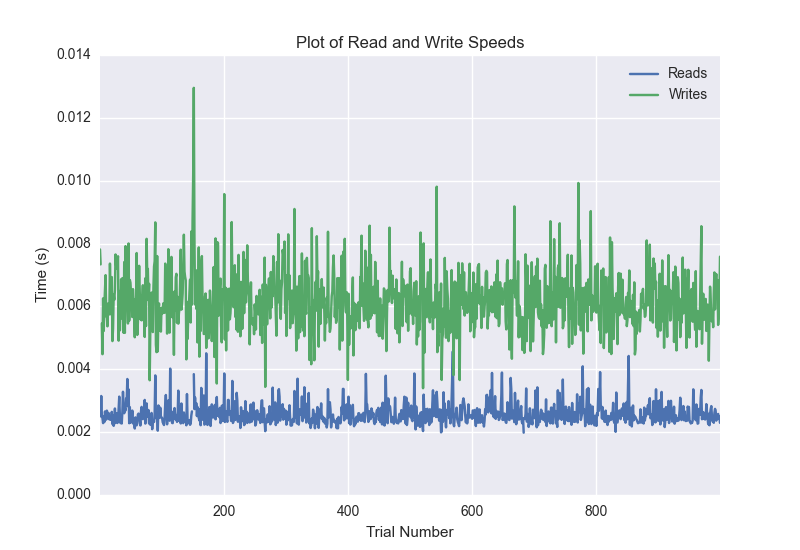 Plot of Read and Write Speeds
0.014
0.012
0.010
0.008
0.006
0.004
0.002
0.000
Time (s)
Reads
Writes
200
400
600
800
Trial Number